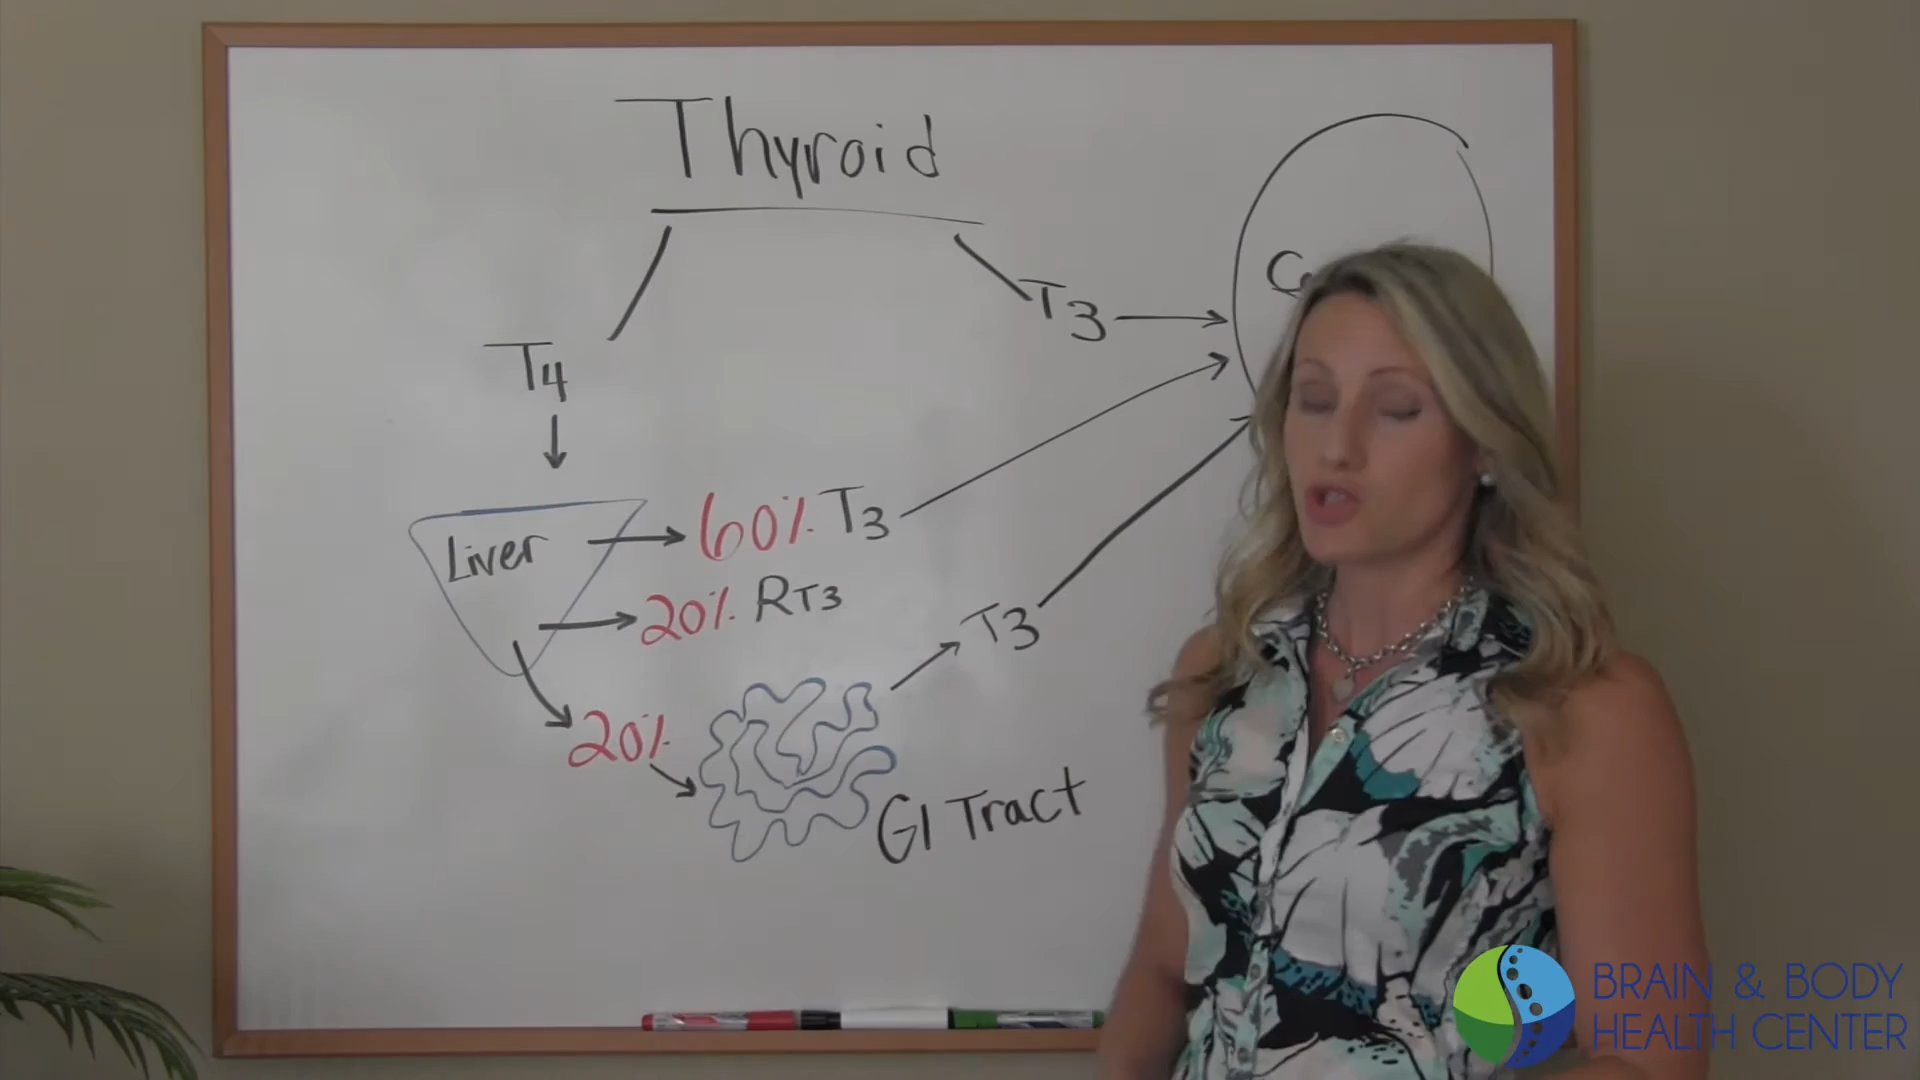 Thyroid
T3
T4
Liver
60% T3
20% RT3
T3
20%
GI Tract
BRAIN & BODY
HEALTH CENTER